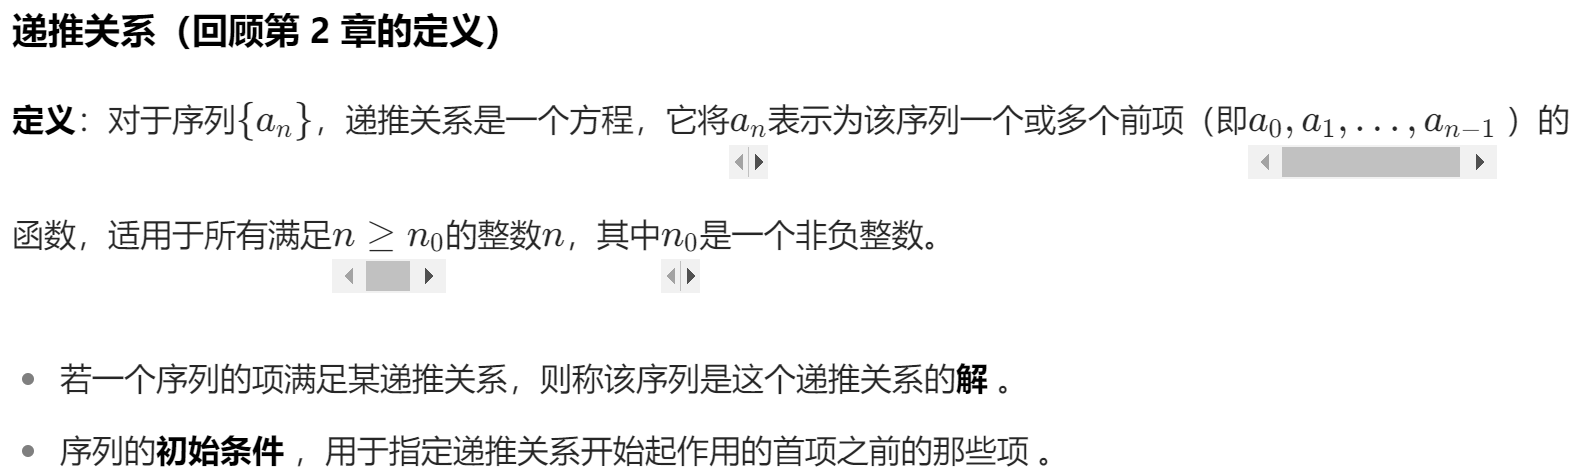 递推关系（回顾第 2 章的定义）
定义：对于序列{aₙ}，递推关系是一个方程，它将aₙ表示为该序列一个或多个前项（即a₀, a₁, . . . , aₙ₋₁ ）的
函数，适用于所有满足n ≥ n₀的整数n，其中n₀是一个非负整数。
• 若一个序列的项满足某递推关系，则称该序列是这个递推关系的解 。
• 序列的初始条件 ，用于指定递推关系开始起作用的首项之前的那些项 。